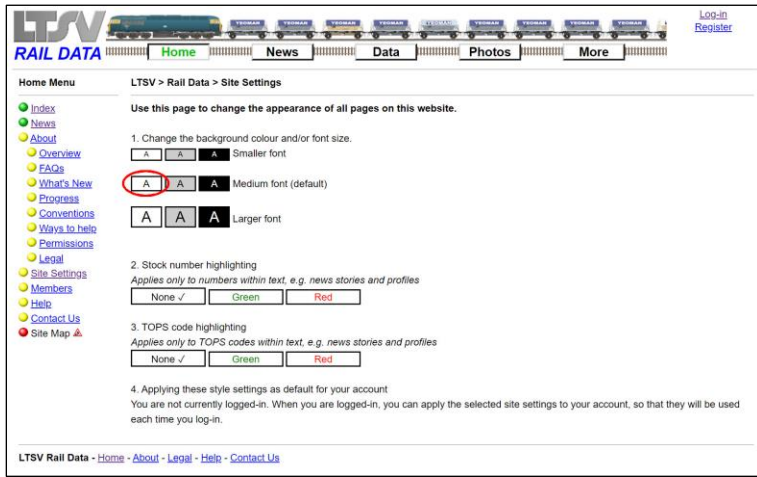 LTSV
RAIL DATA
YEOMAN YEOMAN YEOMAN YEOMAN YEOMAN YEOMAN YEOMAN
Log-in
Register
Home News Data Photos More
Home Menu
Index
News
About
Overview
FAQs
What's New
Progress
Conventions
Ways to help
Permissions
Legal
Site Settings
Members
Help
Contact Us
Site Map
LTSV > Rail Data > Site Settings
Use this page to change the appearance of all pages on this website.
1. Change the background colour and/or font size.
A A A Smaller font
A A A Medium font (default)
A A A Larger font
2. Stock number highlighting
Applies only to numbers within text, e.g. news stories and profiles
None ✓ Green Red
3. TOPS code highlighting
Applies only to TOPS codes within text, e.g. news stories and profiles
None ✓ Green Red
4. Applying these style settings as default for your account
You are not currently logged-in. When you are logged-in, you can apply the selected site settings to your account, so that they will be used
each time you log-in.
LTSV Rail Data - Home - About - Legal - Help - Contact Us